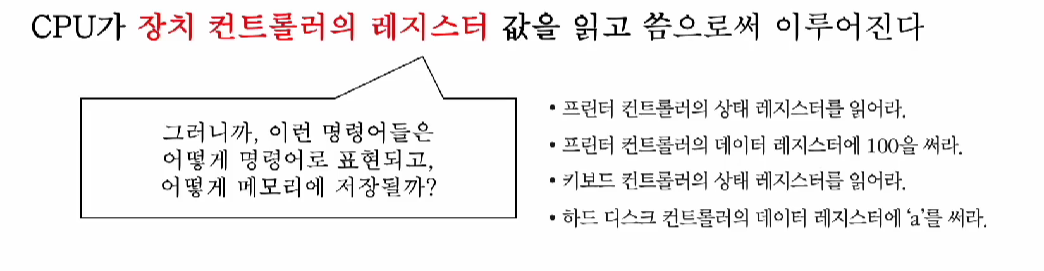 CPU가 장치 컨트롤러의 레지스터 값을 읽고 씀으로써 이루어진다
그러니까, 이런 명령어들은
어떻게 명령어로 표현되고,
어떻게 메모리에 저장될까?
• 프린터 컨트롤러의 상태 레지스터를 읽어라.
• 프린터 컨트롤러의 데이터 레지스터에 100을 써라.
• 키보드 컨트롤러의 상태 레지스터를 읽어라.
• 하드 디스크 컨트롤러의 데이터 레지스터에 ‘a’를 써라.